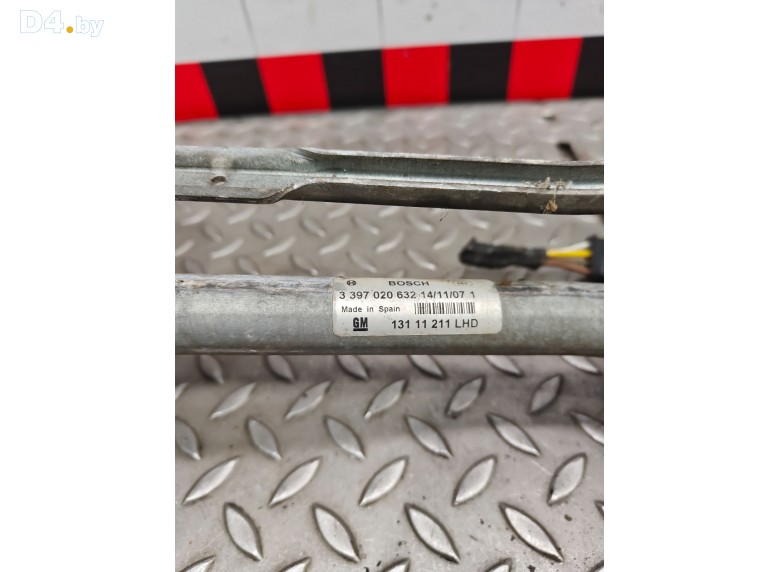 D4.by
BOSCH
3 397 020 632 14/11/07 1
Made in Spain
GM 131 11 211 LHD